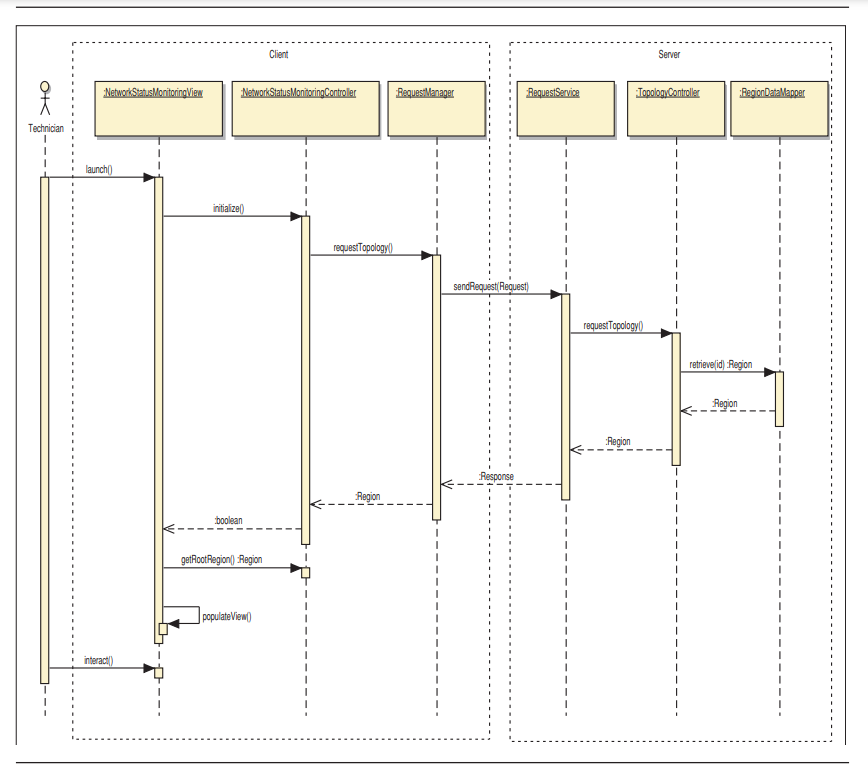 Client
Server
:NetworkStatusMonitoringView
:NetworkStatusMonitoringController
:RequestManager
:RequestService
:TopologyController
:RegionDataMapper
Technician
launch()
initialize()
requestTopology()
sendRequest(Request)
requestTopology()
retrieve(id) :Region
:Region
:Region
:Response
:Region
:boolean
getRootRegion() :Region
populateView()
interact()